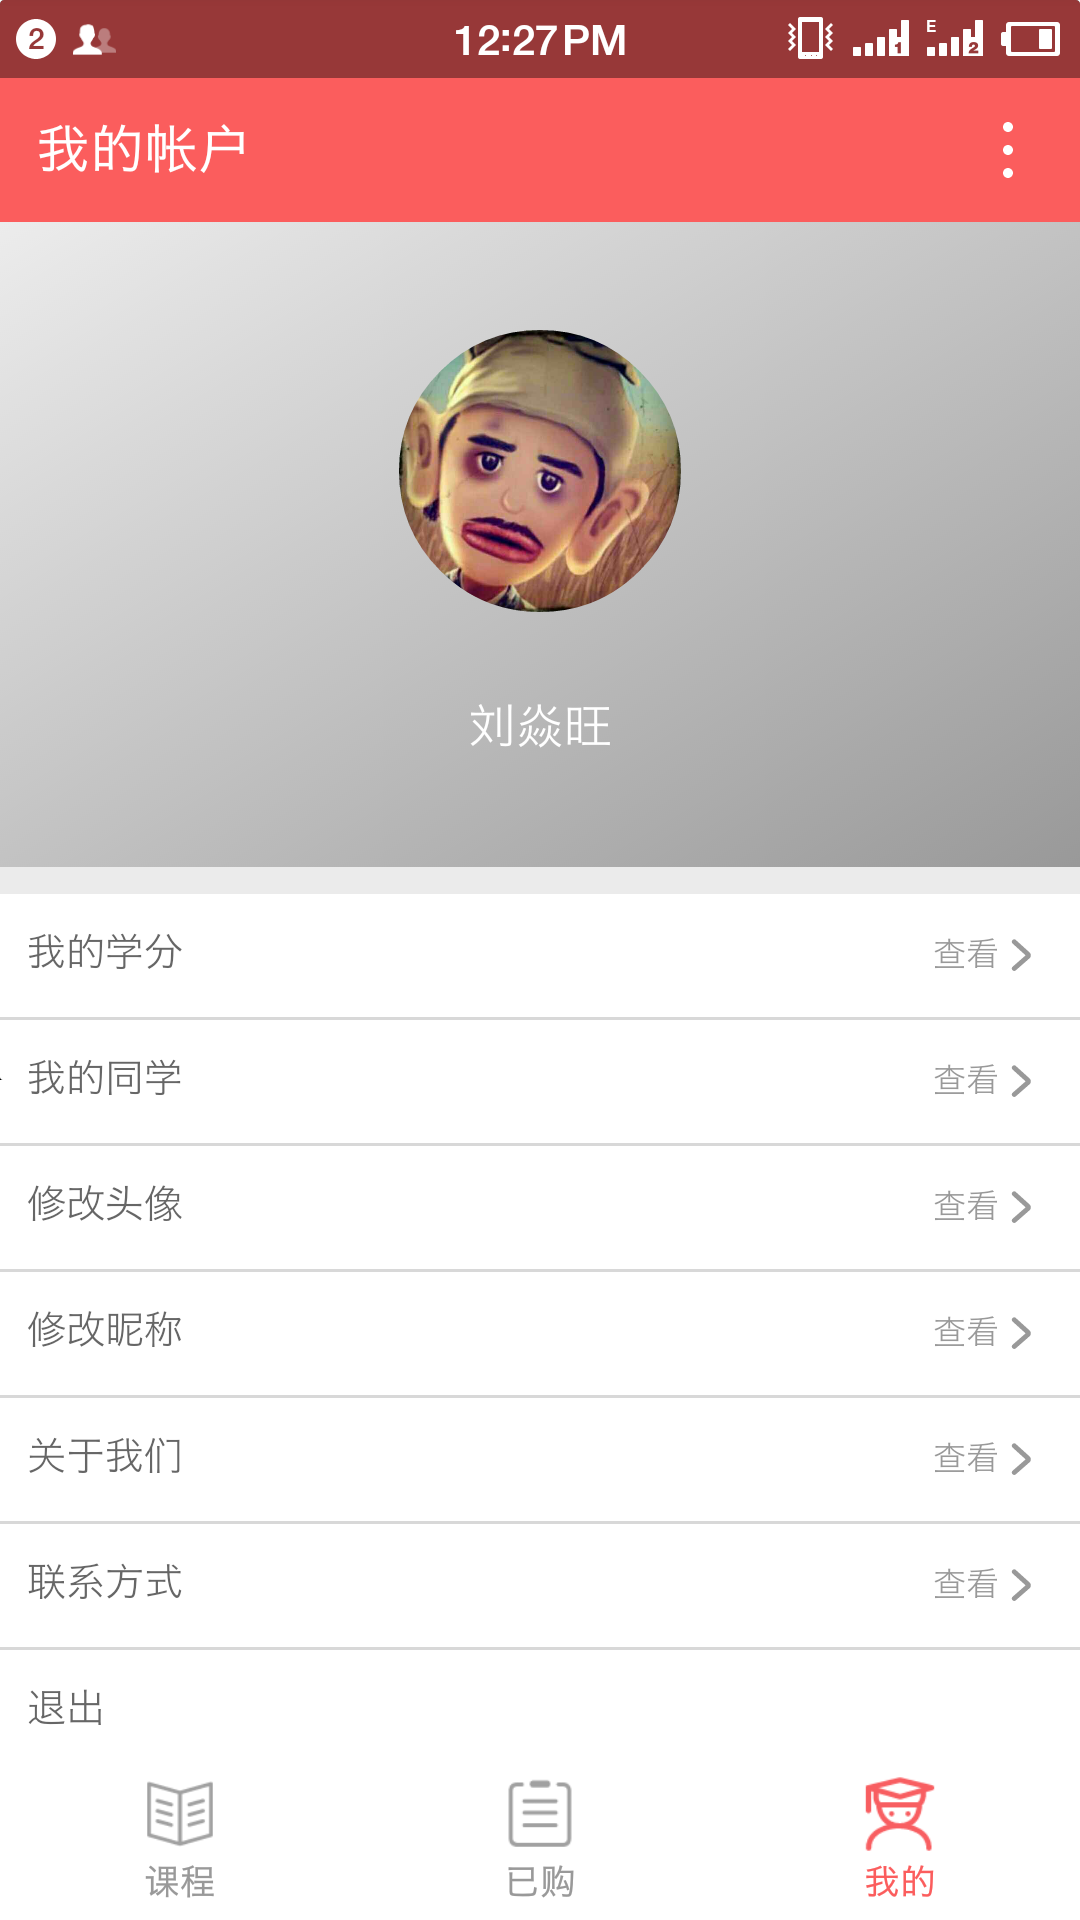 2 12:27PM 1 E 2
我的帐户
刘焱旺
我的学分 查看
我的同学 查看
修改头像 查看
修改昵称 查看
关于我们 查看
联系方式 查看
退出
课程 已购 我的